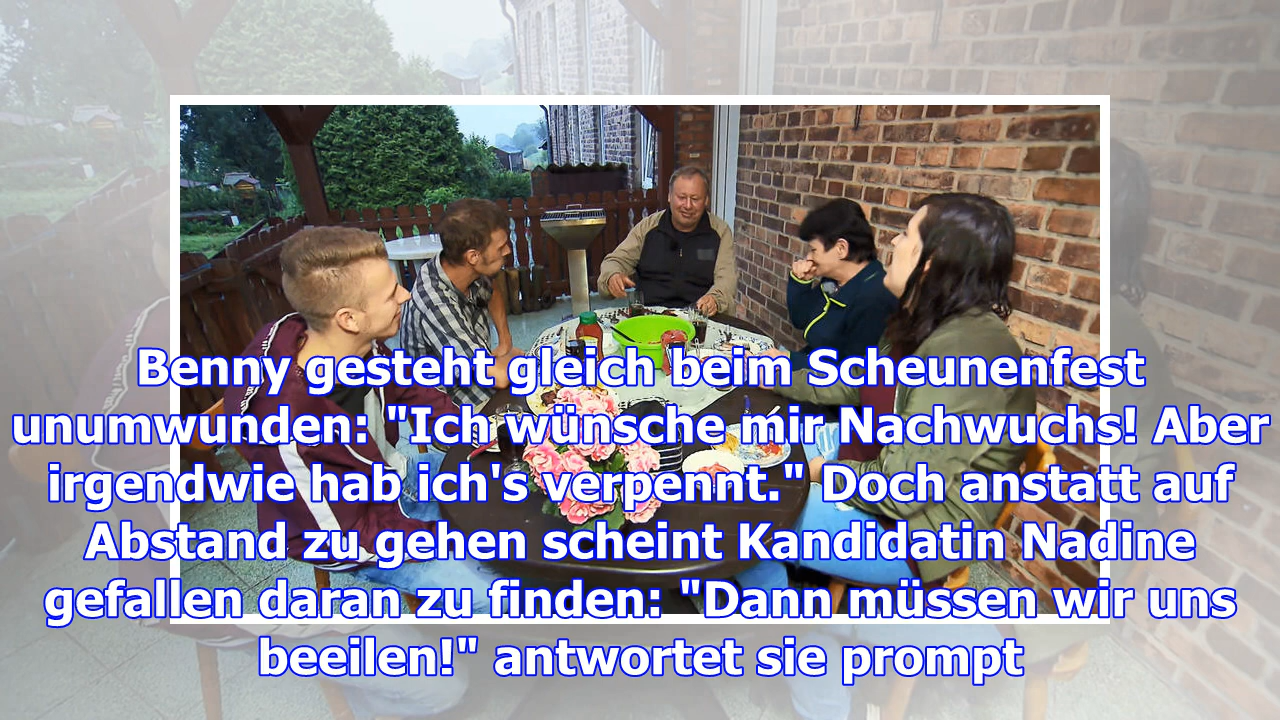 Benny gesteht gleich beim Scheunenfest
unumwunden: "Ich wünsche mir Nachwuchs! Aber
irgendwie hab ich's verpennt." Doch anstatt auf
Abstand zu gehen scheint Kandidatin Nadine
gefallen daran zu finden: "Dann müssen wir uns
beeilen!" antwortet sie prompt